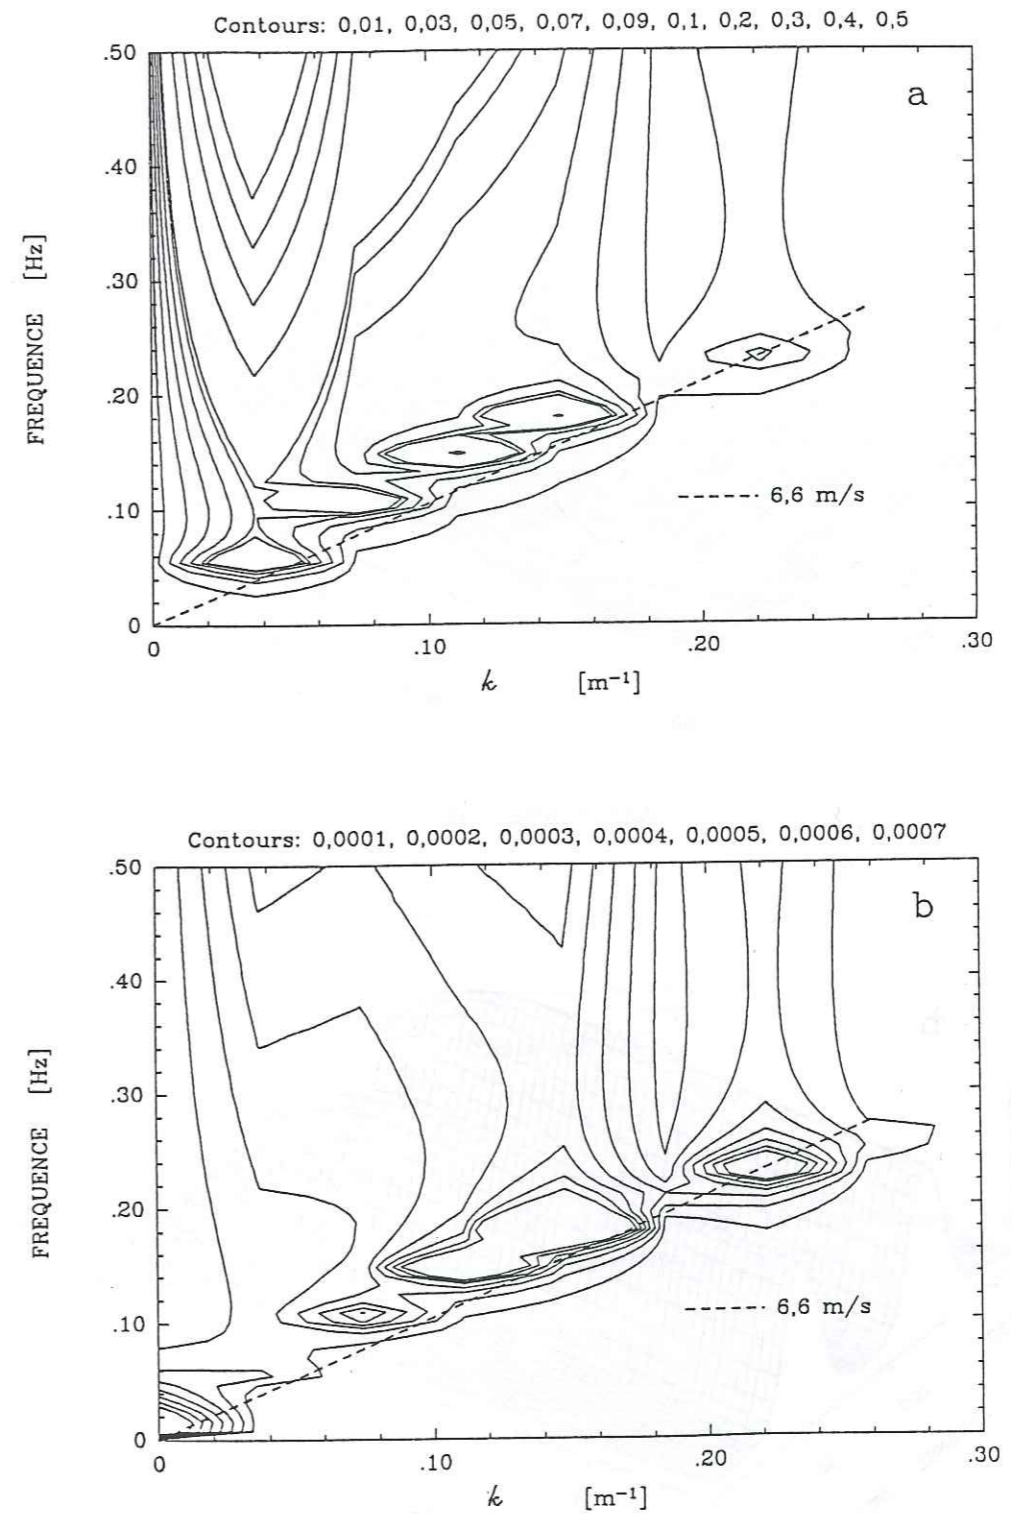 Contours: 0,01, 0,03, 0,05, 0,07, 0,09, 0,1, 0,2, 0,3, 0,4, 0,5
a
.50
.40
.30
.20
.10
0
FREQUENCE [Hz]
6,6 m/s
0 .10 .20 .30
k [m⁻¹]
Contours: 0,0001, 0,0002, 0,0003, 0,0004, 0,0005, 0,0006, 0,0007
b
.50
.40
.30
.20
.10
0
FREQUENCE [Hz]
6,6 m/s
0 .10 .20 .30
k [m⁻¹]